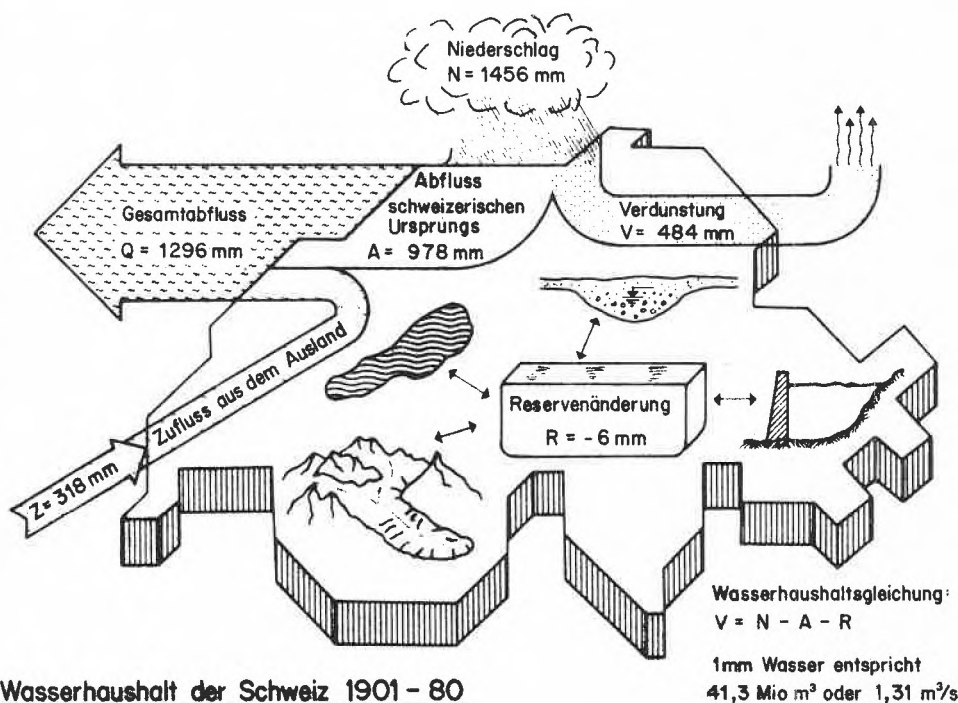 Niederschlag
N = 1456 mm
Gesamtabfluss
Q = 1296 mm
Abfluss
schweizerischen
Ursprungs
A = 978 mm
Verdunstung
V = 484 mm
Zufluss aus dem Ausland
Z = 318 mm
Reservenänderung
R = -6 mm
Wasserhaushaltsgleichung:
V = N - A - R
1mm Wasser entspricht
41,3 Mio m³ oder 1,31 m³/s
Wasserhaushalt der Schweiz 1901 - 80